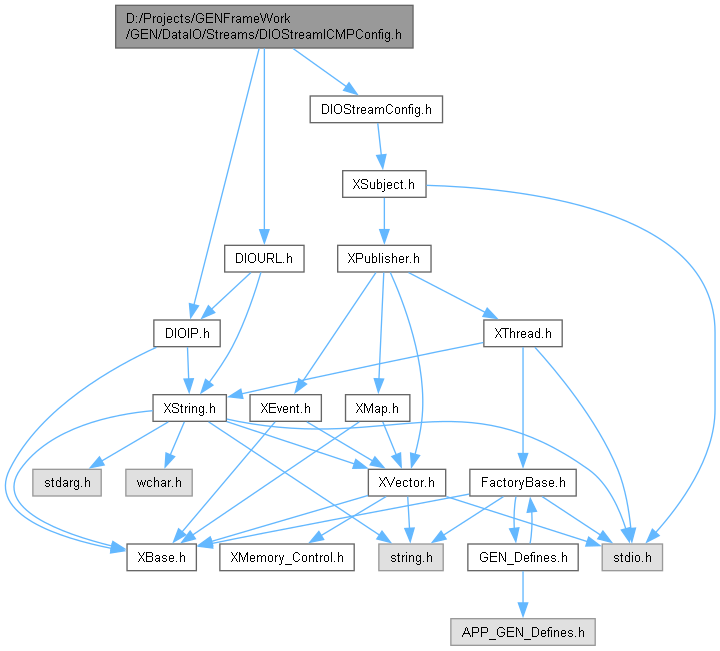 D:/Projects/GENFrameWork
/GEN/DataIO/Streams/DIOStreamICMPConfig.h
DIOStreamConfig.h
XSubject.h
DIOURL.h
XPublisher.h
DIOIP.h
XThread.h
XString.h
XEvent.h
XMap.h
stdarg.h
wchar.h
XVector.h
FactoryBase.h
XBase.h
XMemory_Control.h
string.h
GEN_Defines.h
stdio.h
APP_GEN_Defines.h